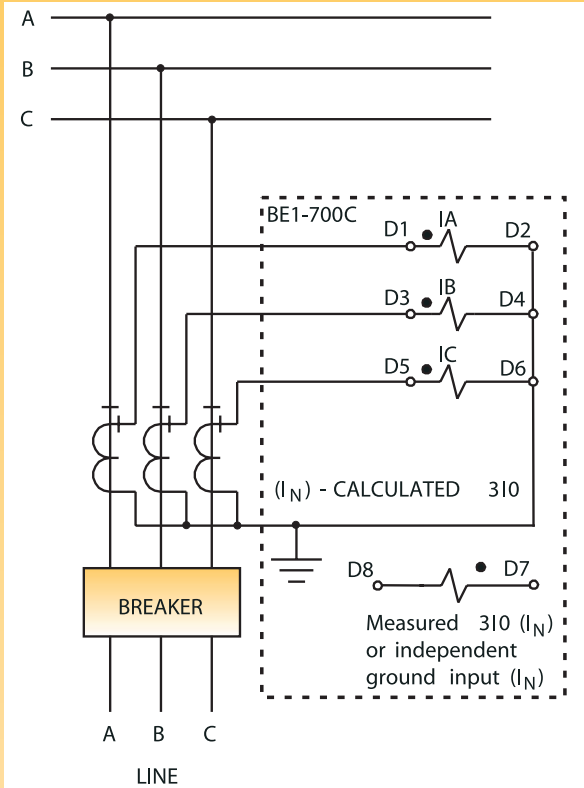 A
B
C
BE1-700C
D1 IA D2
D3 IB D4
D5 IC D6
(IN) - CALCULATED 3I0
D8 D7
Measured 3I0 (IN)
or independent
ground input (IN)
BREAKER
A B C
LINE